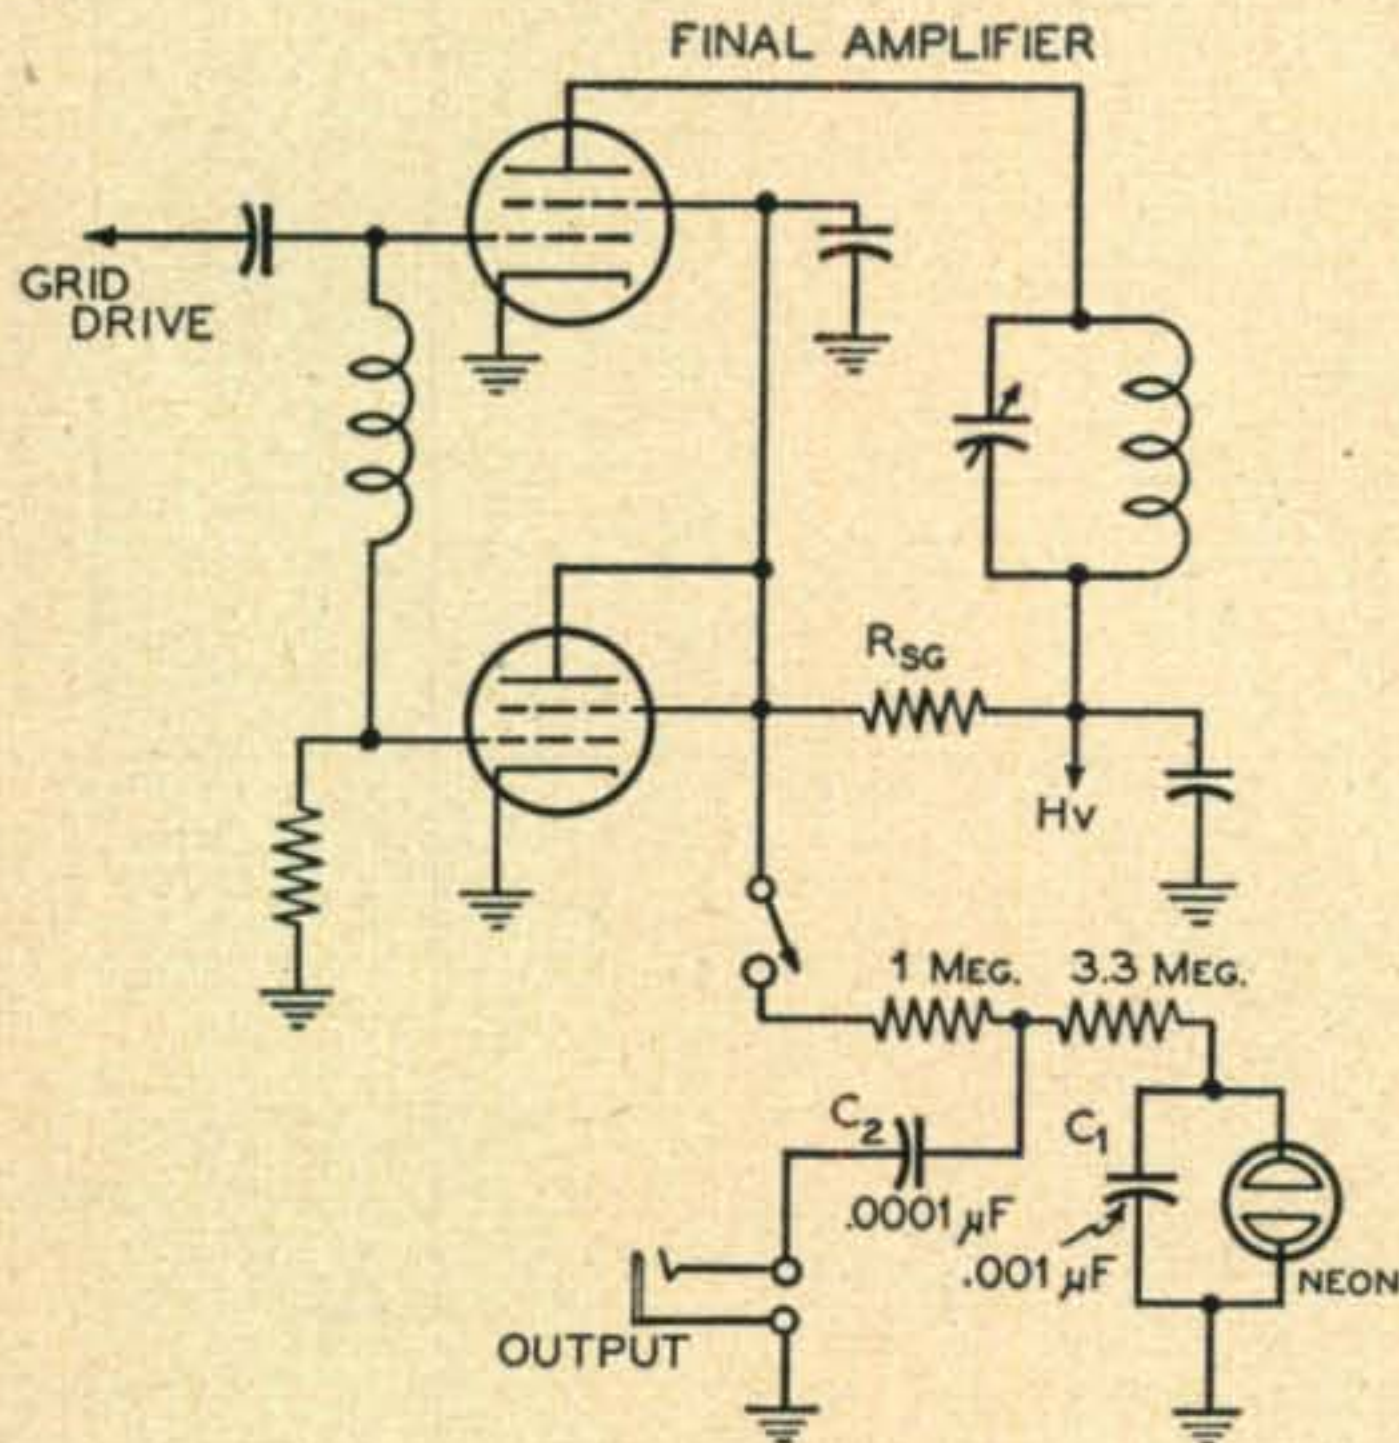 FINAL AMPLIFIER
GRID
DRIVE
RSG
Hv
1 MEG.
3.3 MEG.
C2
C1
.0001 µF
.001 µF
NEON
OUTPUT